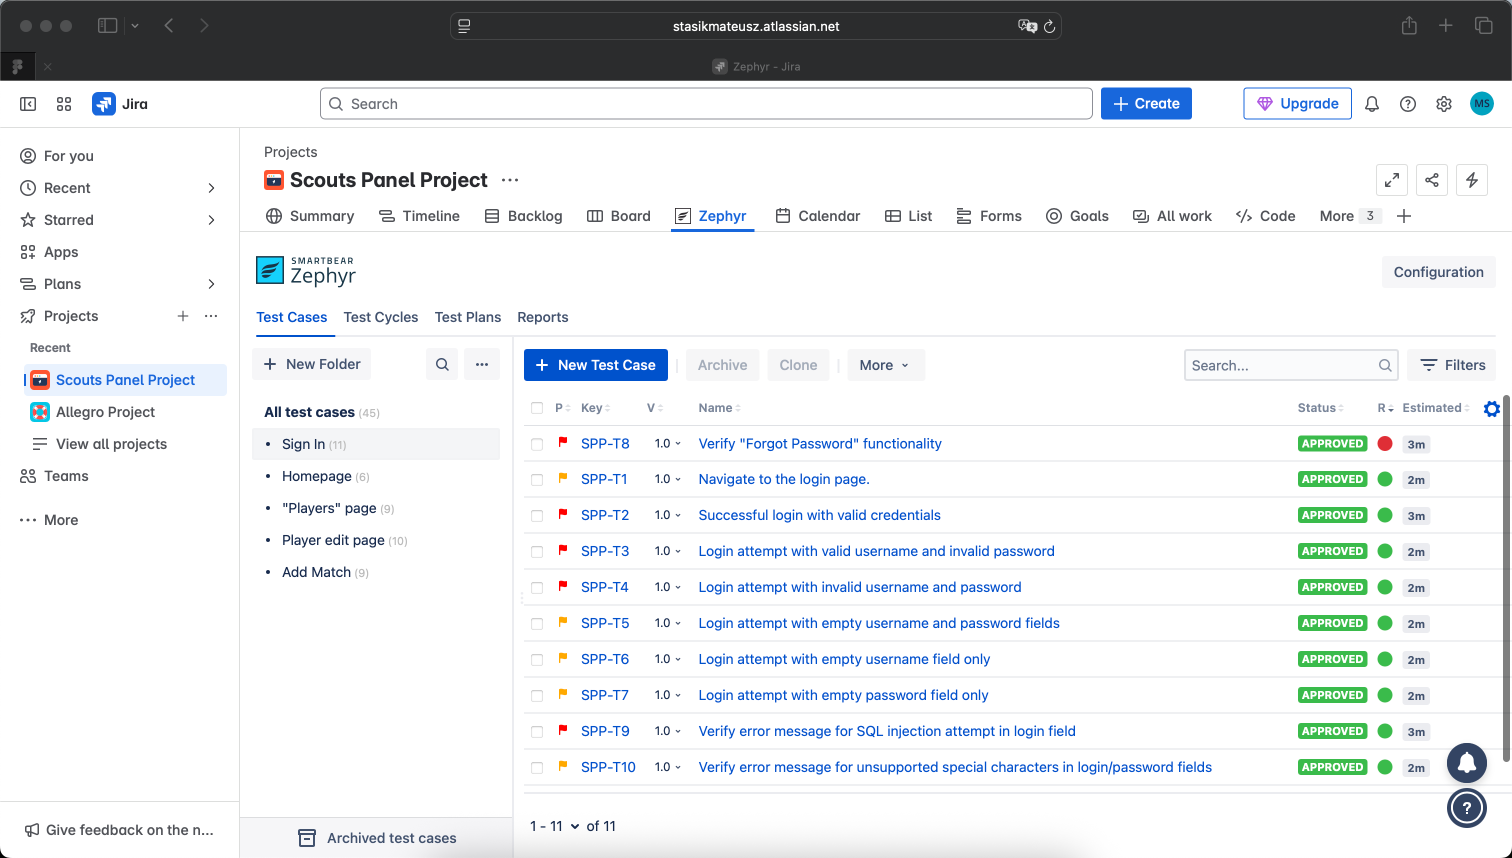 stasikmateusz.atlassian.net
Zephyr - Jira
Jira
Search
Create
Upgrade
MS
For you
Recent
Starred
Apps
Plans
Projects
Recent
Scouts Panel Project
Allegro Project
View all projects
Teams
More
Give feedback on the n...
Projects
Scouts Panel Project
Summary Timeline Backlog Board Zephyr Calendar List Forms Goals All work Code More 3
SMARTBEAR
Zephyr
Configuration
Test Cases Test Cycles Test Plans Reports
New Folder
All test cases (45)
Sign In (11)
Homepage (6)
"Players" page (9)
Player edit page (10)
Add Match (9)
Archived test cases
New Test Case Archive Clone More Search... Filters
P Key V Name Status R Estimated
SPP-T8 1.0 Verify "Forgot Password" functionality APPROVED 3m
SPP-T1 1.0 Navigate to the login page. APPROVED 2m
SPP-T2 1.0 Successful login with valid credentials APPROVED 3m
SPP-T3 1.0 Login attempt with valid username and invalid password APPROVED 2m
SPP-T4 1.0 Login attempt with invalid username and password APPROVED 2m
SPP-T5 1.0 Login attempt with empty username and password fields APPROVED 2m
SPP-T6 1.0 Login attempt with empty username field only APPROVED 2m
SPP-T7 1.0 Login attempt with empty password field only APPROVED 2m
SPP-T9 1.0 Verify error message for SQL injection attempt in login field APPROVED 3m
SPP-T10 1.0 Verify error message for unsupported special characters in login/password fields APPROVED 2m
1 - 11 of 11
?